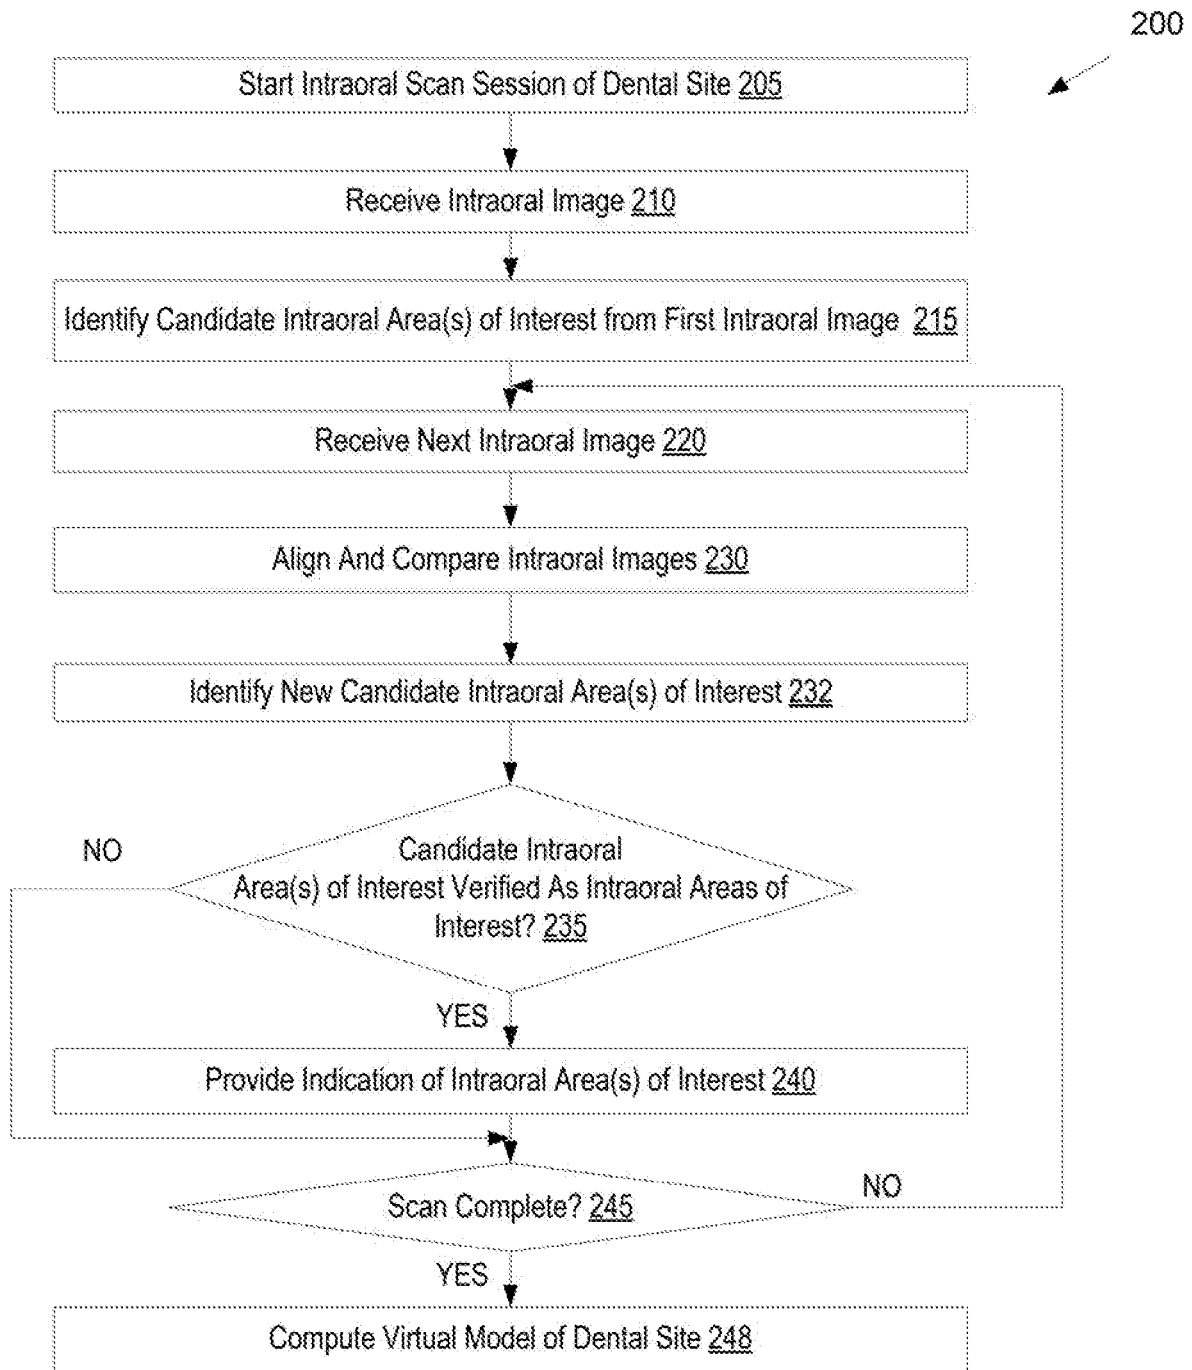 200
Start Intraoral Scan Session of Dental Site 205
Receive Intraoral Image 210
Identify Candidate Intraoral Area(s) of Interest from First Intraoral Image 215
Receive Next Intraoral Image 220
Align And Compare Intraoral Images 230
Identify New Candidate Intraoral Area(s) of Interest 232
NO
Candidate Intraoral
Area(s) of Interest Verified As Intraoral Areas of
Interest? 235
YES
Provide Indication of Intraoral Area(s) of Interest 240
NO
Scan Complete? 245
YES
Compute Virtual Model of Dental Site 248